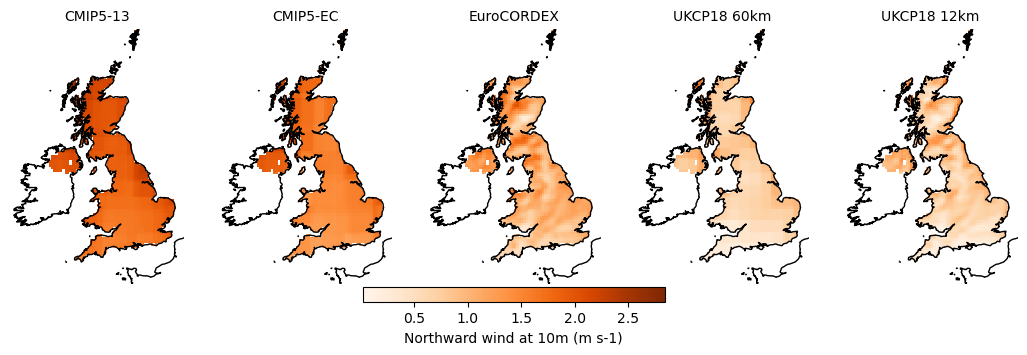 CMIP5-13 CMIP5-EC EuroCORDEX UKCP18 60km UKCP18 12km
0.5 1.0 1.5 2.0 2.5
Northward wind at 10m (m s-1)